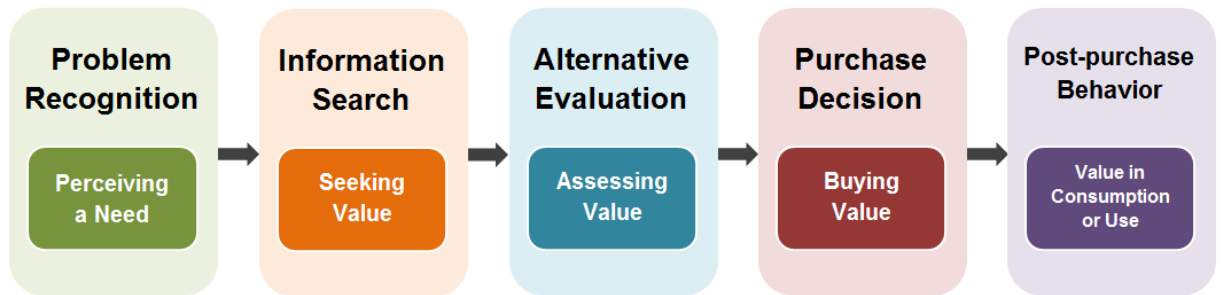 Problem
Recognition
Perceiving
a Need
Information
Search
Seeking
Value
Alternative
Evaluation
Assessing
Value
Purchase
Decision
Buying
Value
Post-purchase
Behavior
Value in
Consumption
or Use